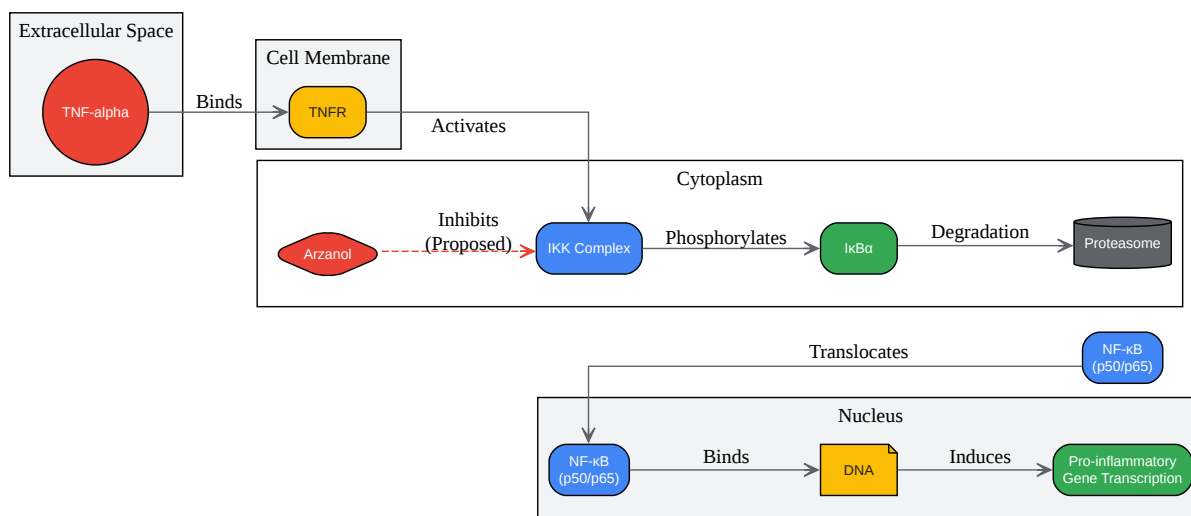 Extracellular Space
TNF-alpha
Binds
Cell Membrane
TNFR
Activates
Cytoplasm
Arzanol
Inhibits
(Proposed)
IKK Complex
Phosphorylates
IκBα
Degradation
Proteasome
NF-κB
(p50/p65)
Translocates
Nucleus
NF-κB
(p50/p65)
Binds
DNA
Induces
Pro-inflammatory
Gene Transcription